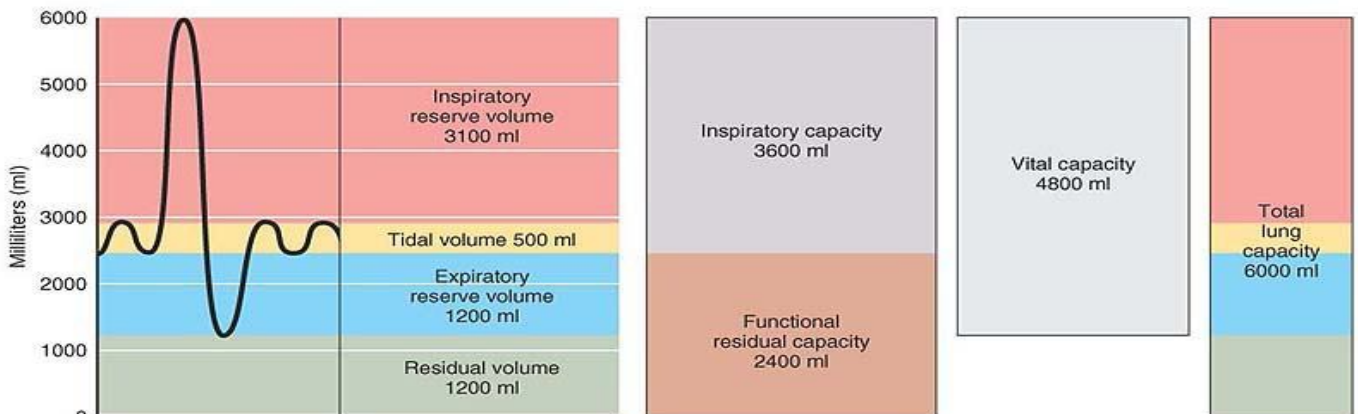 6000
5000
4000
3000
2000
1000
Milliliters (ml)
Inspiratory
reserve volume
3100 ml
Tidal volume 500 ml
Expiratory
reserve volume
1200 ml
Residual volume
1200 ml
Inspiratory capacity
3600 ml
Functional
residual capacity
2400 ml
Vital capacity
4800 ml
Total
lung
capacity
6000 ml